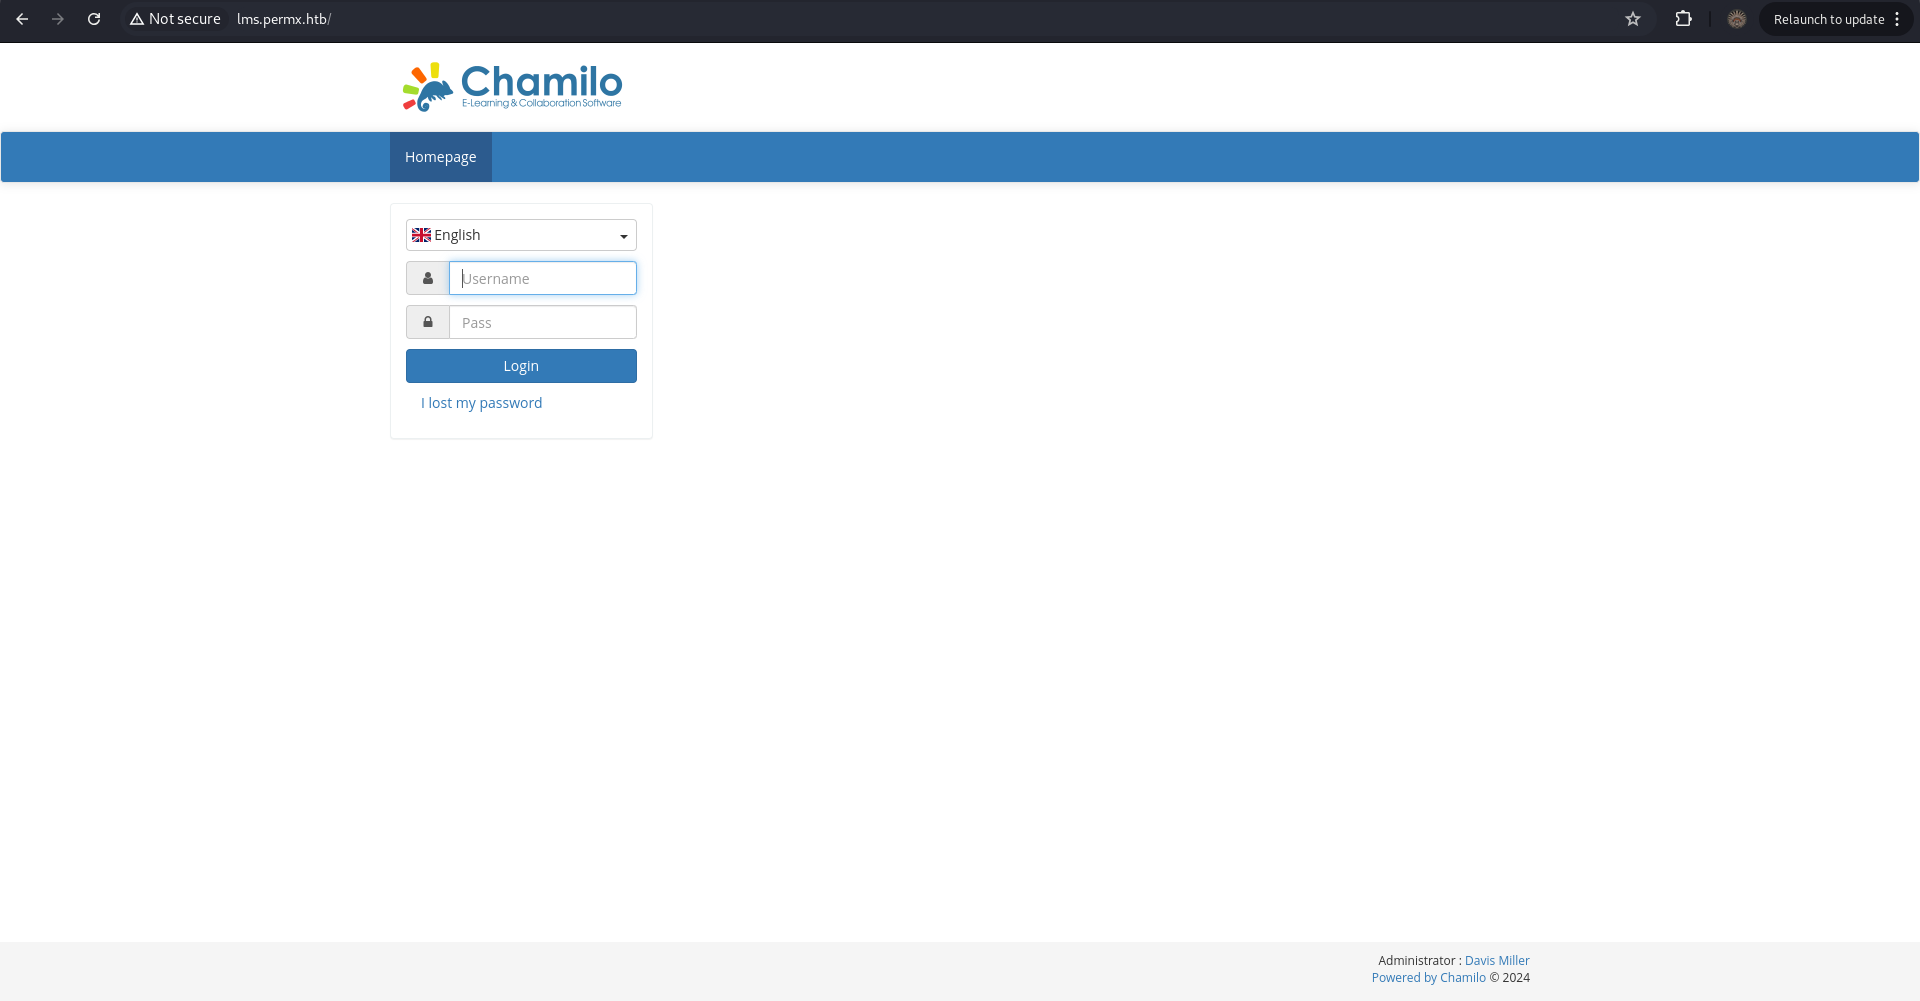 Not secure lms.permx.htb/ Relaunch to update
Chamilo
E-Learning & Collaboration Software
Homepage
English
Username
Pass
Login
I lost my password
Administrator : Davis Miller
Powered by Chamilo © 2024